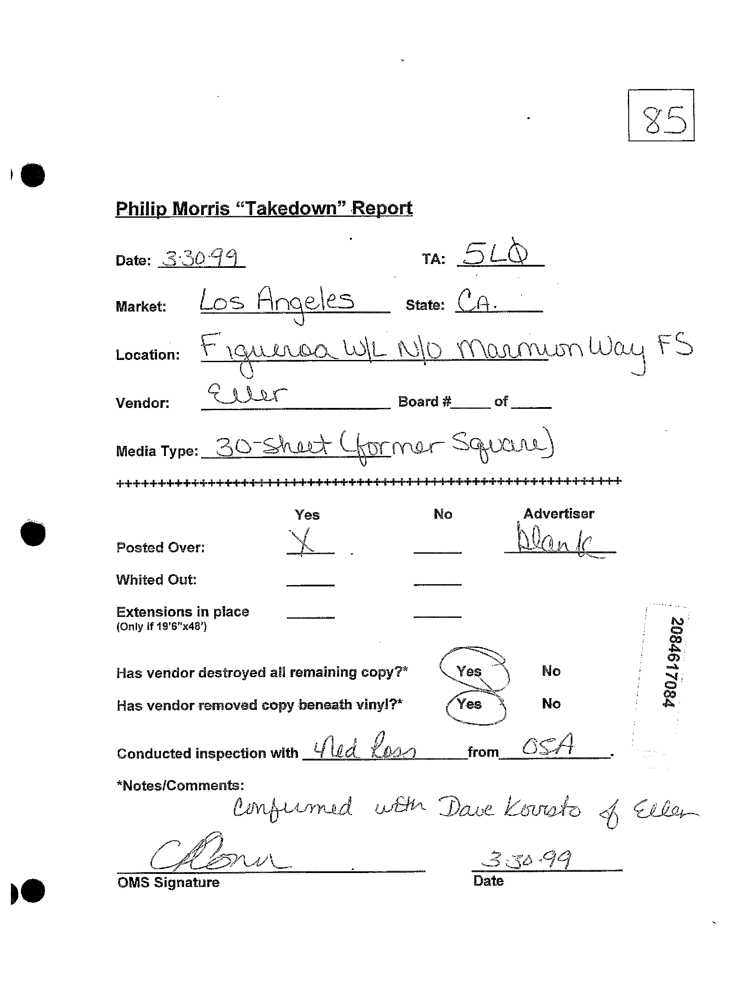 85
Philip Morris “Takedown” Report
Date: 3·30·99 TA: 5LO
Market: Los Angeles State: CA.
Location: Figueroa W/L N/O Marmion Way FS
Vendor: Eller Board # of
Media Type: 30-Sheet (former Square)
++++++++++++++++++++++++++++++++++++++++++++++++++++++++++++
Yes No Advertiser
Posted Over: X blank
Whited Out:
Extensions in place
(Only if 19'6"x48')
Has vendor destroyed all remaining copy?* Yes No
Has vendor removed copy beneath vinyl?* Yes No
Conducted inspection with Ned Ross from OSA.
*Notes/Comments:
Confirmed with Dave of Eller
3·30·99
OMS Signature Date
2084617084